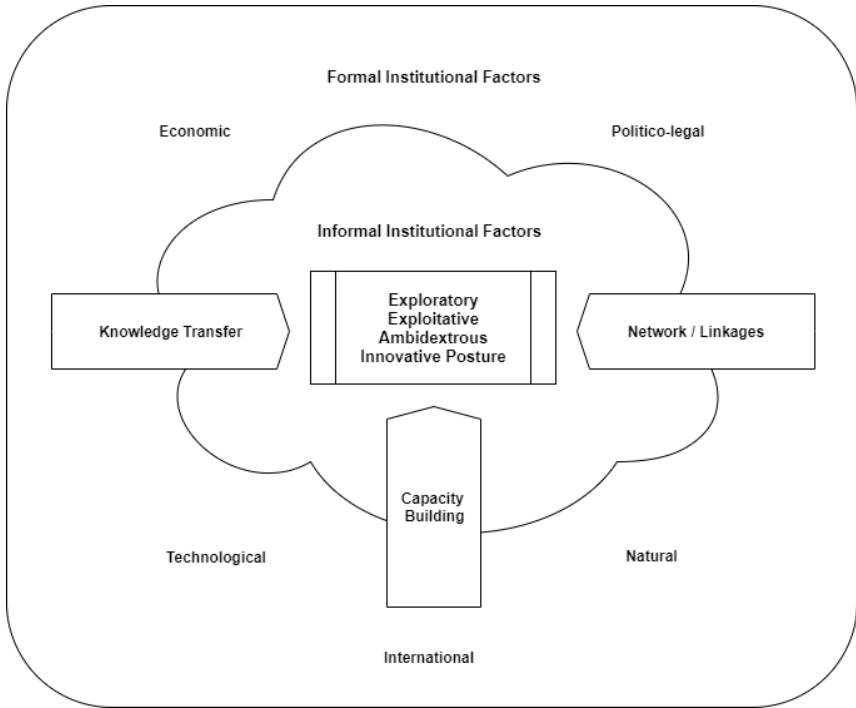 Formal Institutional Factors
Economic
Politico-legal
Informal Institutional Factors
Knowledge Transfer
Exploratory
Exploitative
Ambidextrous
Innovative Posture
Network / Linkages
Capacity
Building
Technological
Natural
International